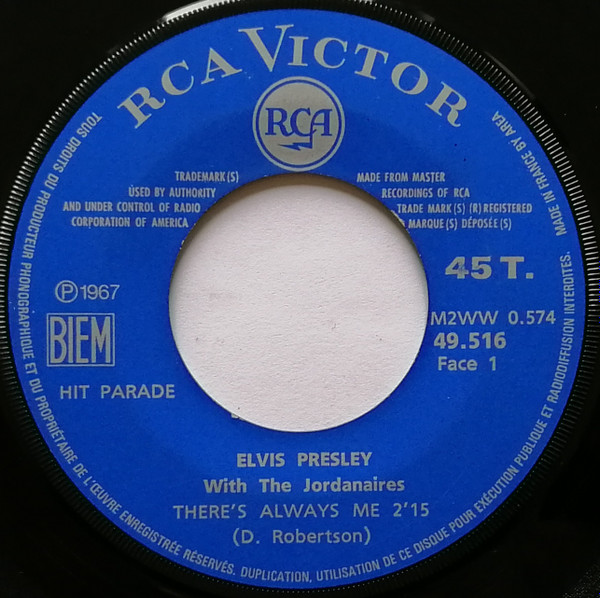 RCA VICTOR
RCA
TRADEMARK(S)
USED BY AUTHORITY
AND UNDER CONTROL OF RADIO
CORPORATION OF AMERICA
MADE FROM MASTER
RECORDINGS OF RCA
TRADE MARK(S) (R) REGISTERED
MARQUE(S) DÉPOSÉE(S)
45 T.
Ⓟ 1967
BIEM
HIT PARADE
M2WW 0.574
49.516
Face 1
ELVIS PRESLEY
With The Jordanaires
THERE'S ALWAYS ME 2'15
(D. Robertson)
TOUS DROITS DU PRODUCTEUR PHONOGRAPHIQUE ET DU PROPRIÉTAIRE DE L'ŒUVRE ENREGISTRÉE RÉSERVÉS. DUPLICATION, UTILISATION DE CE DISQUE POUR EXÉCUTION PUBLIQUE ET RADIODIFFUSION INTERDITES. MADE IN FRANCE BY AREA